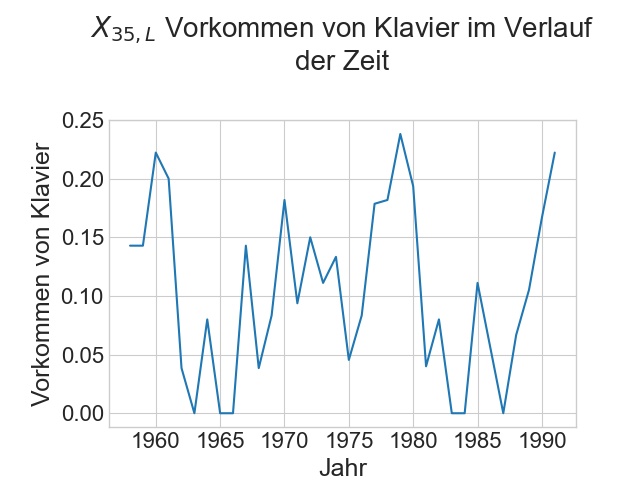 X35, L Vorkommen von Klavier im Verlauf
der Zeit
Vorkommen von Klavier
0.25
0.20
0.15
0.10
0.05
0.00
1960 1965 1970 1975 1980 1985 1990
Jahr